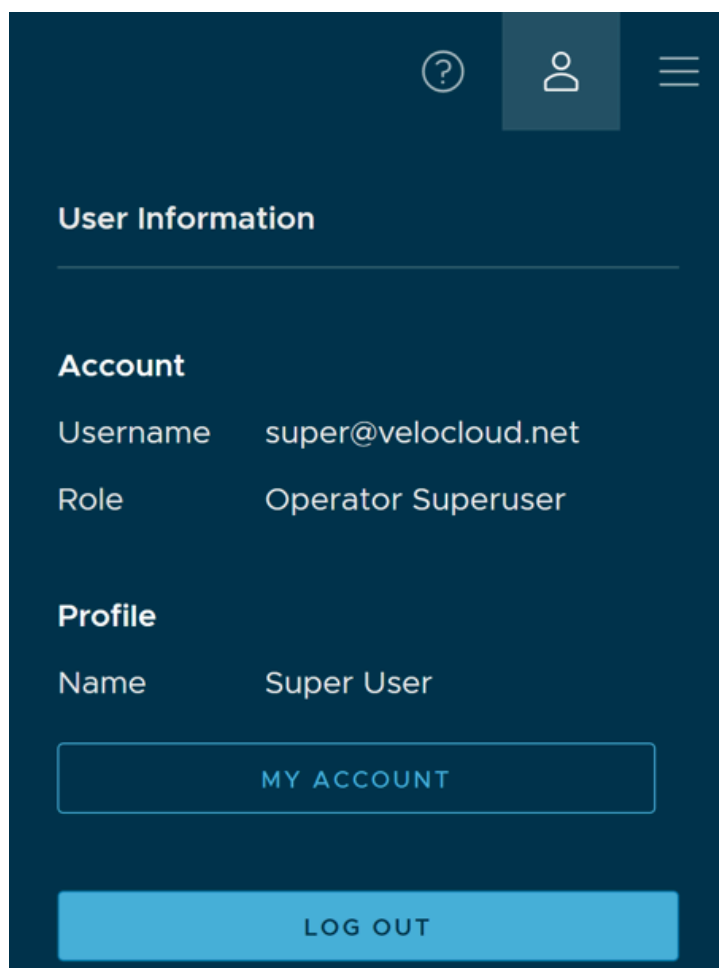 ?
User Information
Account
Username super@velocloud.net
Role Operator Superuser
Profile
Name Super User
MY ACCOUNT
LOG OUT